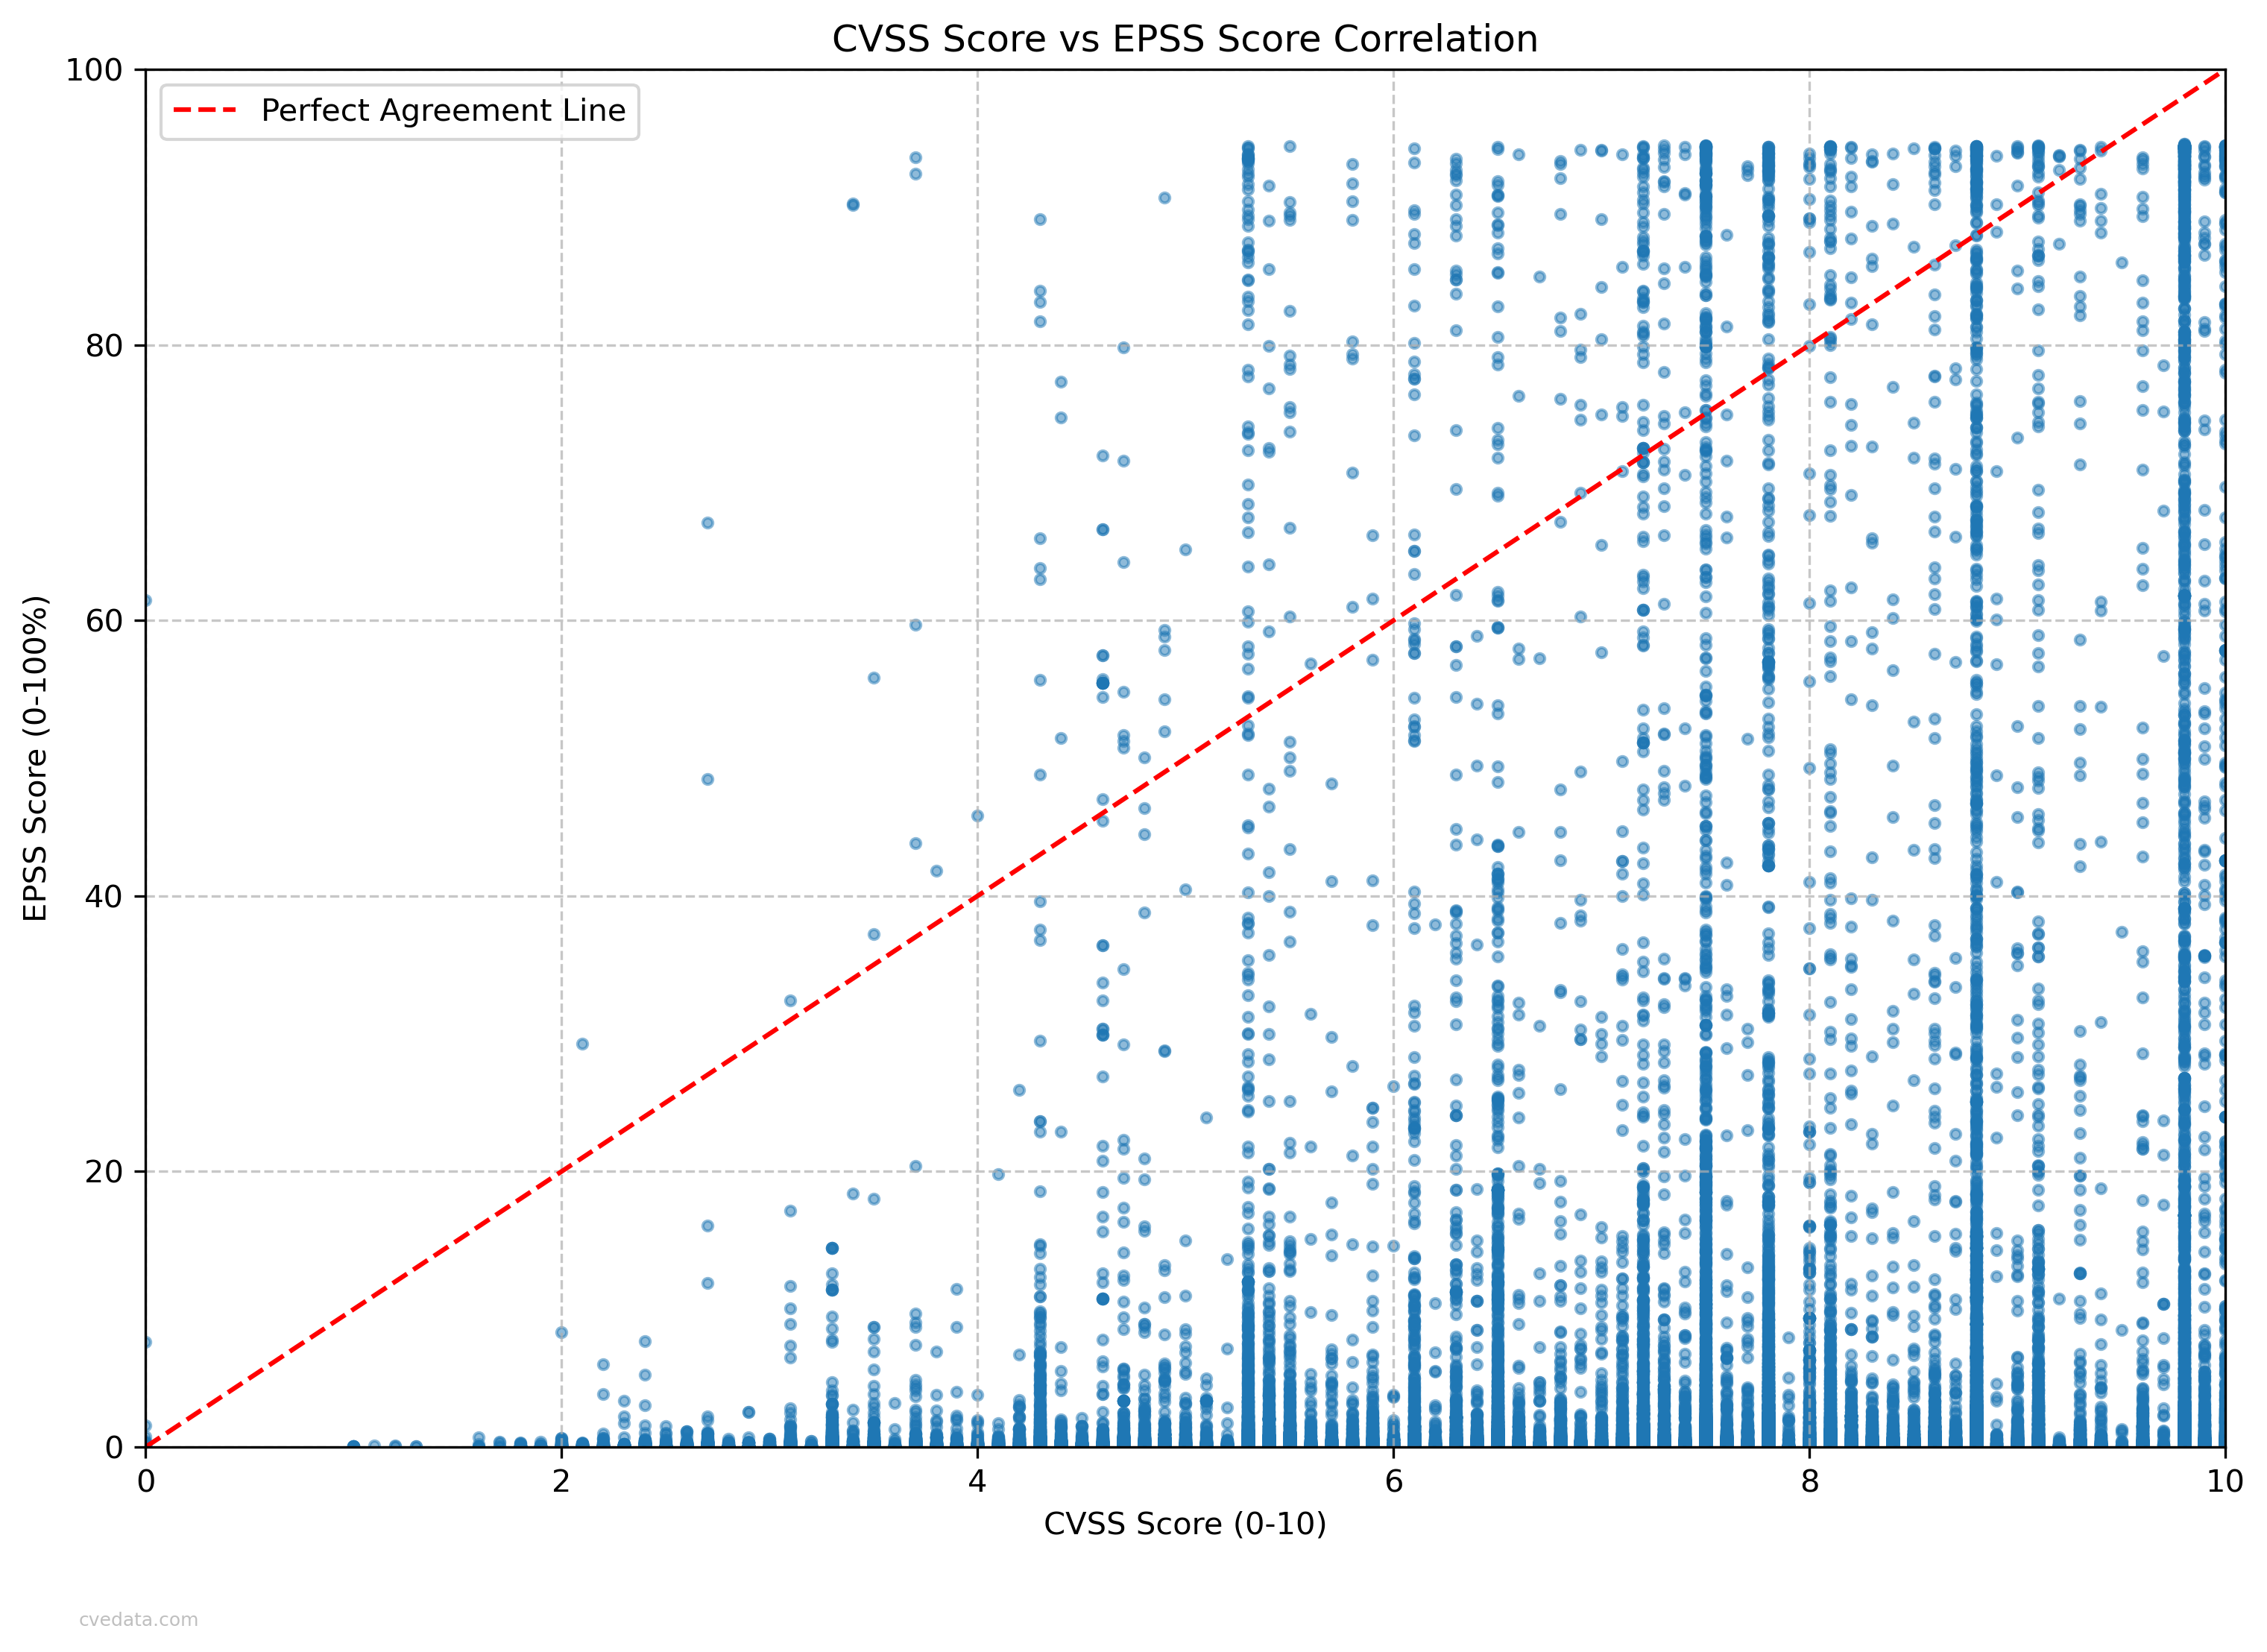 CVSS Score vs EPSS Score Correlation
Perfect Agreement Line
EPSS Score (0-100%)
100
80
60
40
20
0
0 2 4 6 8 10
CVSS Score (0-10)
cvedata.com